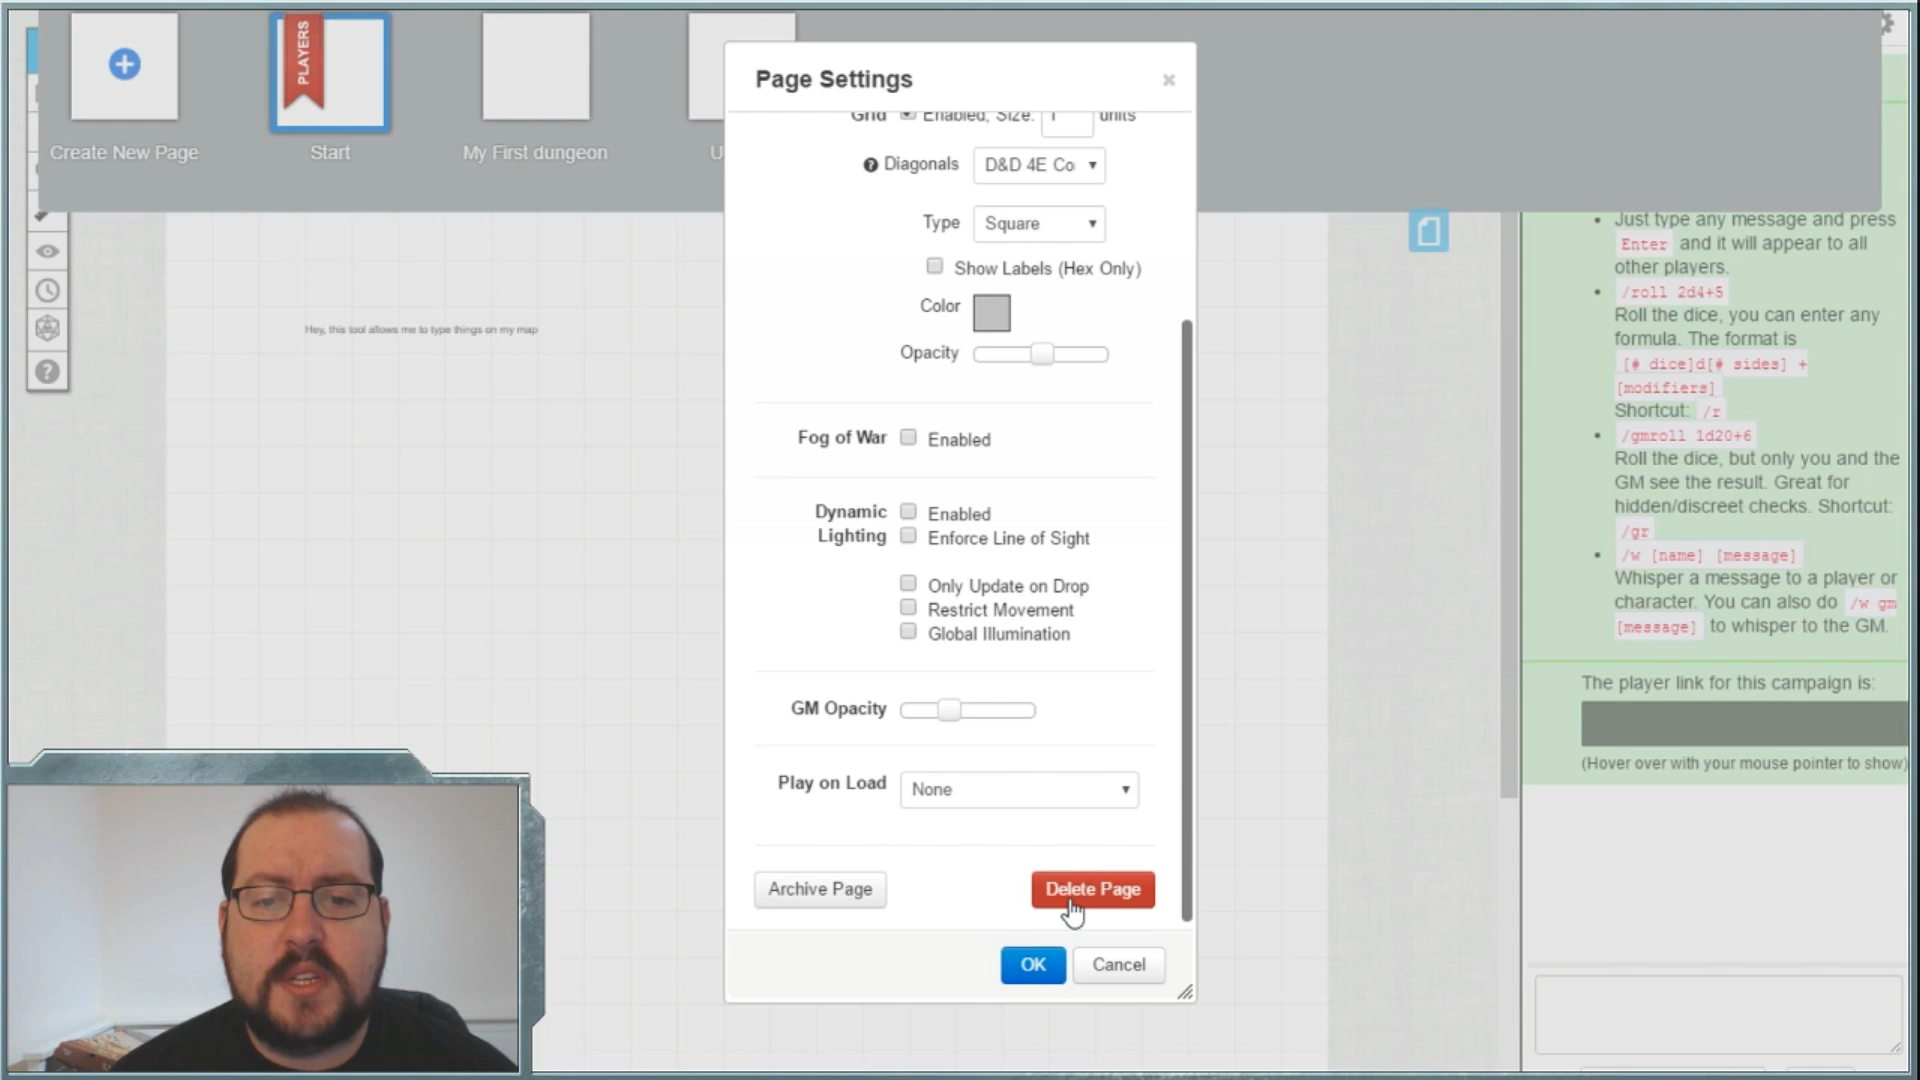 PLAYERS
Create New Page
Start
My First dungeon
U
Page Settings
×
Grid Enabled, Size: 1 units
Diagonals D&D 4E Co
Type Square
Show Labels (Hex Only)
Color
Opacity
Fog of War Enabled
Dynamic Lighting
Enabled
Enforce Line of Sight
Only Update on Drop
Restrict Movement
Global Illumination
GM Opacity
Play on Load None
Archive Page Delete Page
OK Cancel
Hey, this tool allows me to type things on my map
• Just type any message and press
Enter and it will appear to all
other players.
• /roll 2d4+5
Roll the dice, you can enter any
formula. The format is
[# dice]d[# sides] +
[modifiers]
Shortcut: /r
• /gmroll 1d20+6
Roll the dice, but only you and the
GM see the result. Great for
hidden/discreet checks. Shortcut:
/gr
• /w [name] [message]
Whisper a message to a player or
character. You can also do /w gm
[message] to whisper to the GM.
The player link for this campaign is:
(Hover over with your mouse pointer to show)